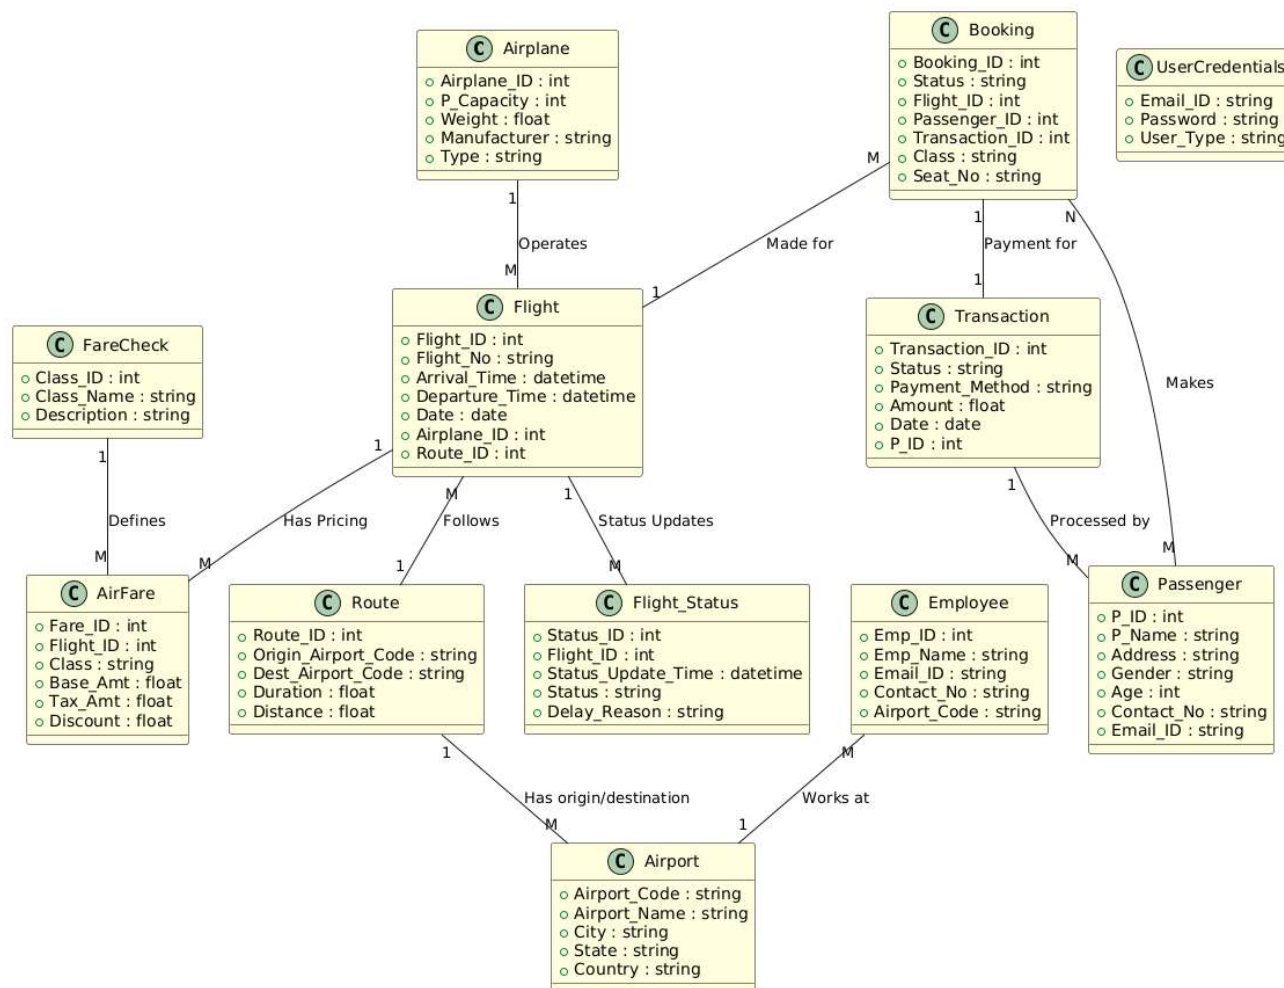 C Airplane
Airplane_ID : int
P_Capacity : int
Weight : float
Manufacturer : string
Type : string
C Booking
Booking_ID : int
Status : string
Flight_ID : int
Passenger_ID : int
Transaction_ID : int
Class : string
Seat_No : string
C UserCredentials
Email_ID : string
Password : string
User_Type : string
1
Operates
M
M
Made for
1
1
Payment for
1
N
Makes
M
C FareCheck
Class_ID : int
Class_Name : string
Description : string
C Flight
Flight_ID : int
Flight_No : string
Arrival_Time : datetime
Departure_Time : datetime
Date : date
Airplane_ID : int
Route_ID : int
C Transaction
Transaction_ID : int
Status : string
Payment_Method : string
Amount : float
Date : date
P_ID : int
1
Defines
M
1
Has Pricing
M
M
Follows
1
1
Status Updates
M
1
Processed by
M
C AirFare
Fare_ID : int
Flight_ID : int
Class : string
Base_Amt : float
Tax_Amt : float
Discount : float
C Route
Route_ID : int
Origin_Airport_Code : string
Dest_Airport_Code : string
Duration : float
Distance : float
C Flight_Status
Status_ID : int
Flight_ID : int
Status_Update_Time : datetime
Status : string
Delay_Reason : string
C Employee
Emp_ID : int
Emp_Name : string
Email_ID : string
Contact_No : string
Airport_Code : string
C Passenger
P_ID : int
P_Name : string
Address : string
Gender : string
Age : int
Contact_No : string
Email_ID : string
1
Has origin/destination
M
M
Works at
1
C Airport
Airport_Code : string
Airport_Name : string
City : string
State : string
Country : string